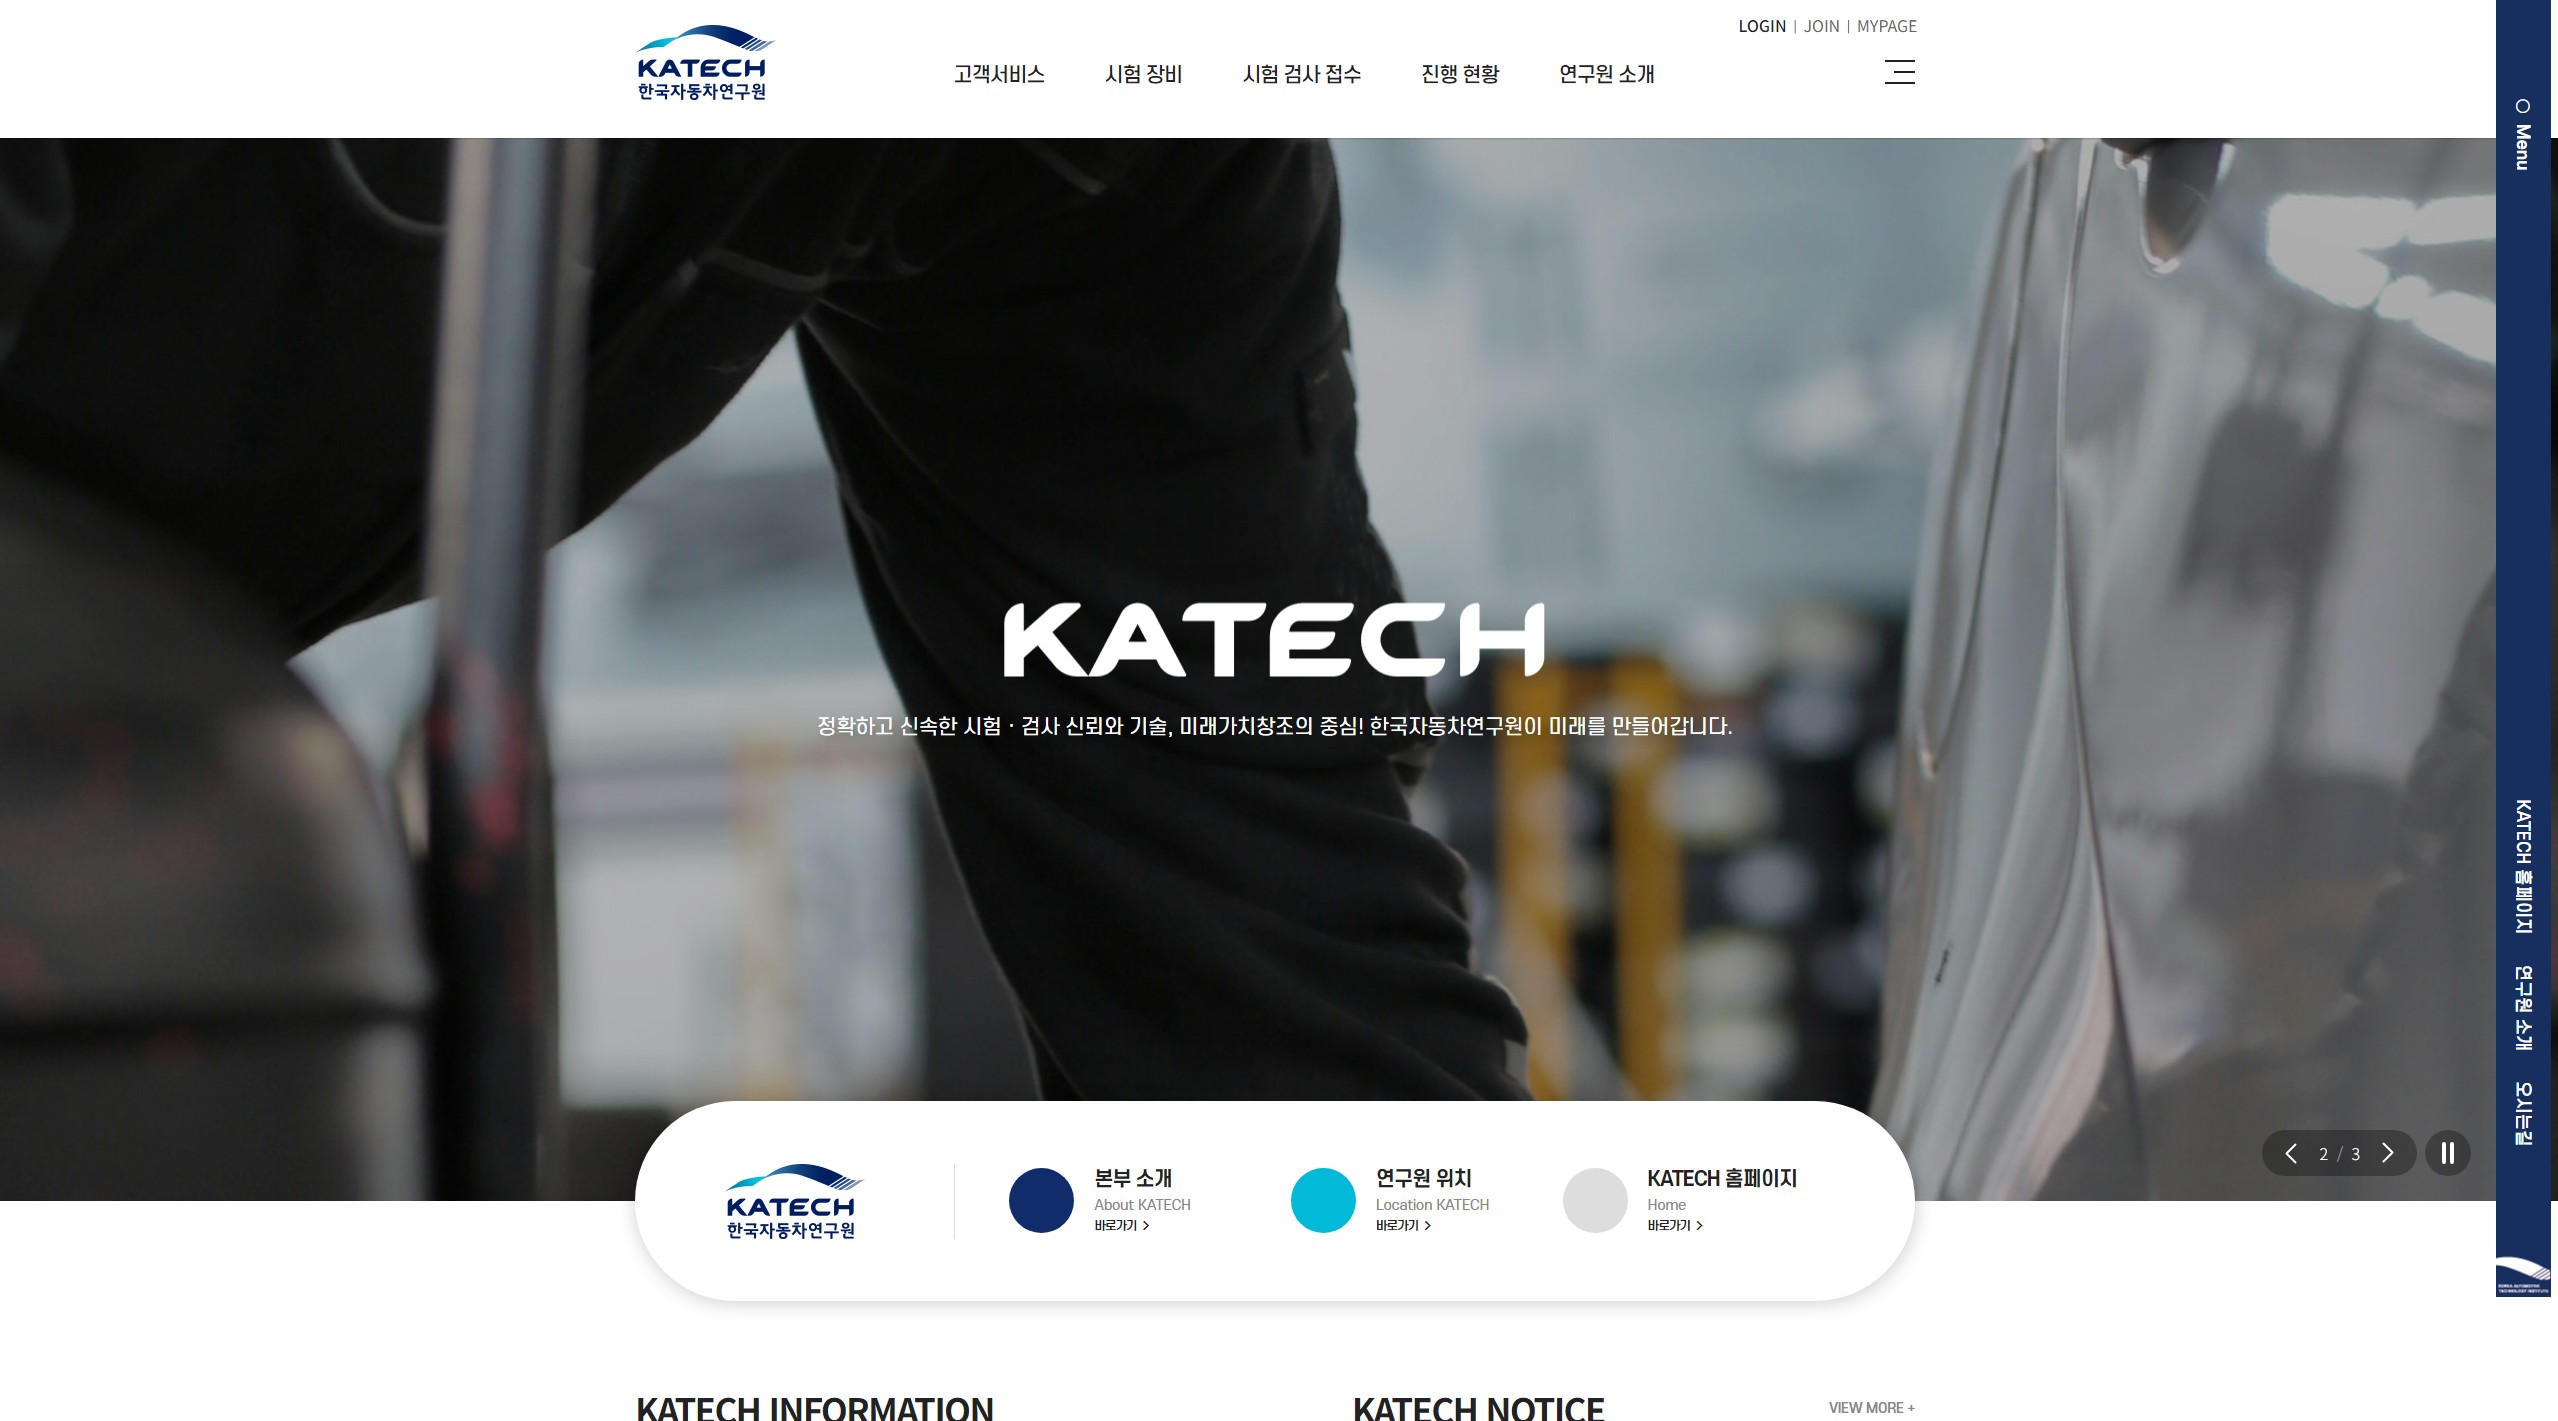 LOGIN | JOIN | MYPAGE
KATECH
한국자동차연구원
고객서비스 시험 장비 시험 검사 접수 진행 현황 연구원 소개
Menu
KATECH
정확하고 신속한 시험 · 검사 신뢰와 기술, 미래가치창조의 중심! 한국자동차연구원이 미래를 만들어갑니다.
KATECH 홈페이지
연구원 소개
오시는길
2 / 3
KATECH
한국자동차연구원
본부 소개
About KATECH
바로가기 >
연구원 위치
Location KATECH
바로가기 >
KATECH 홈페이지
Home
바로가기 >
KOREA AUTOMOTIVE
TECHNOLOGY INSTITUTE
KATECH INFORMATION
KATECH NOTICE
VIEW MORE +